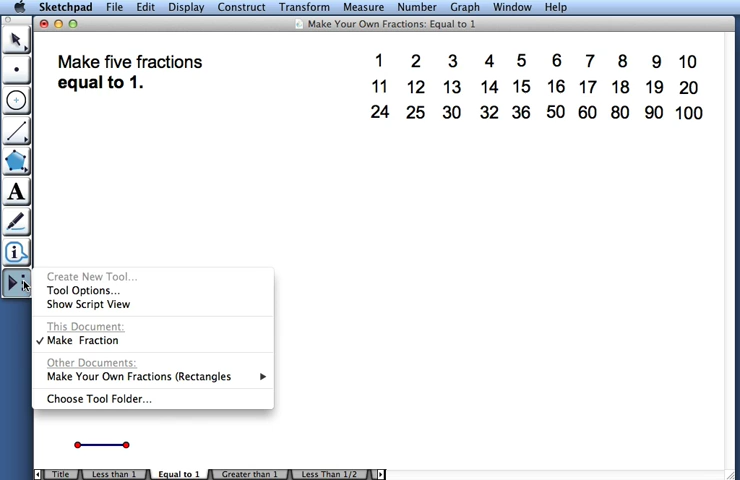 Sketchpad File Edit Display Construct Transform Measure Number Graph Window Help
Make Your Own Fractions: Equal to 1
Make five fractions
equal to 1.
1 2 3 4 5 6 7 8 9 10
11 12 13 14 15 16 17 18 19 20
24 25 30 32 36 50 60 80 90 100
A
i
Create New Tool...
Tool Options...
Show Script View
This Document:
✓ Make Fraction
Other Documents:
Make Your Own Fractions (Rectangles
Choose Tool Folder...
Title Less than 1 Equal to 1 Greater than 1 Less Than 1/2